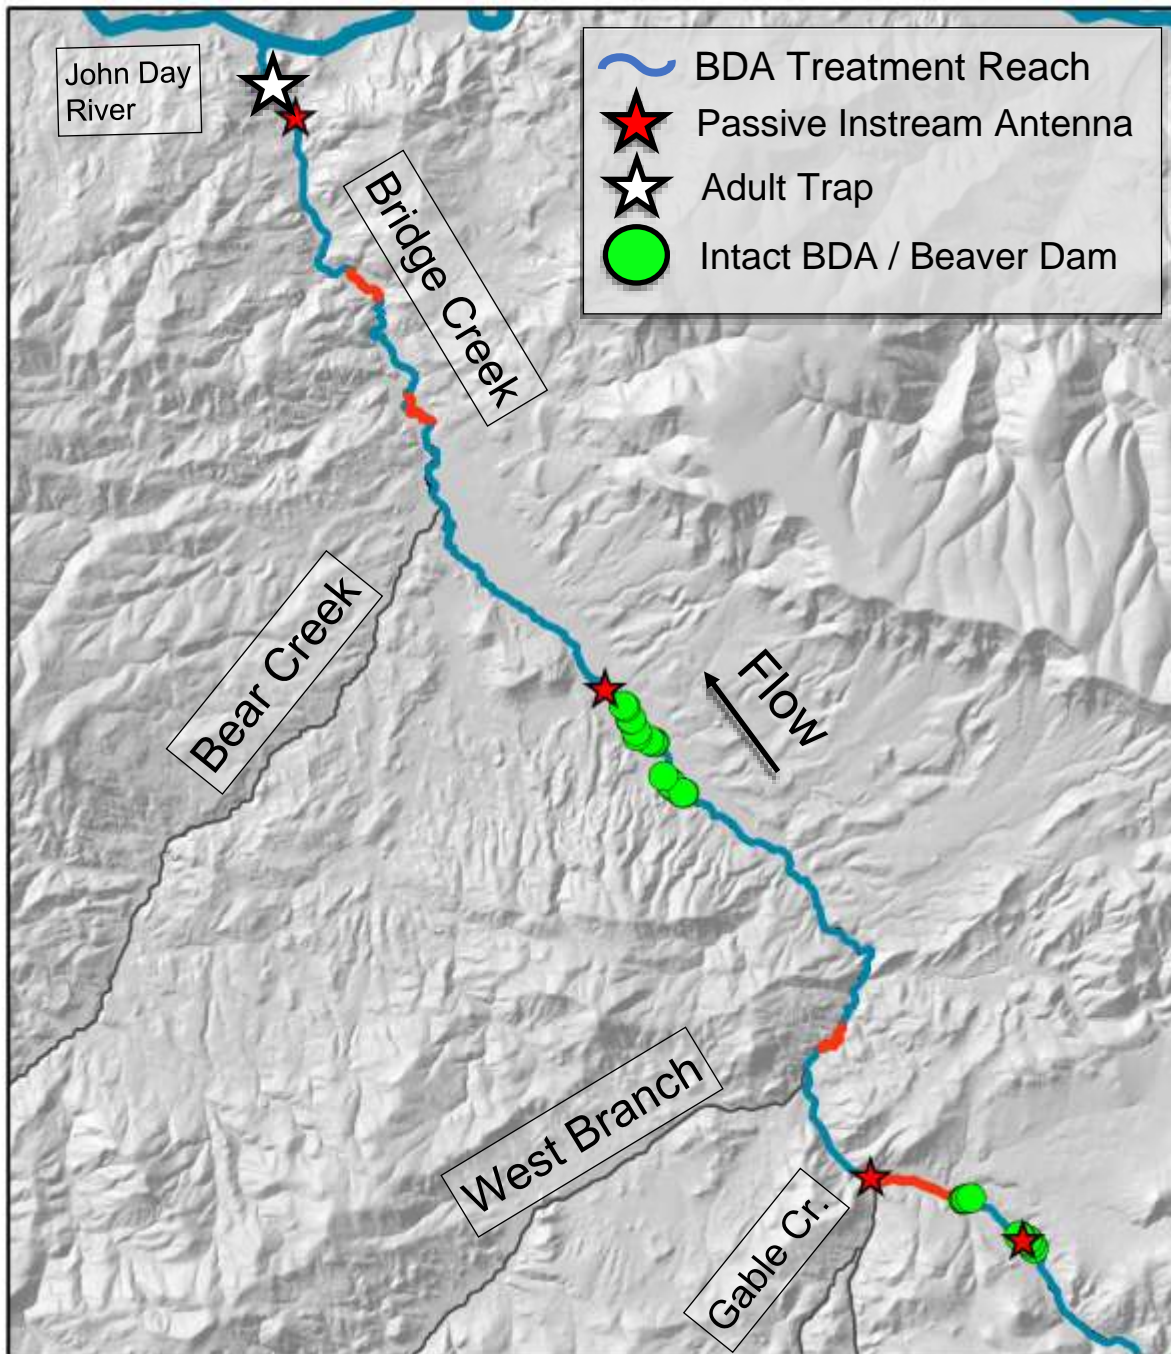 John Day
River
BDA Treatment Reach
Passive Instream Antenna
Adult Trap
Intact BDA / Beaver Dam
Bridge Creek
Bear Creek
Flow
West Branch
Gable Cr.